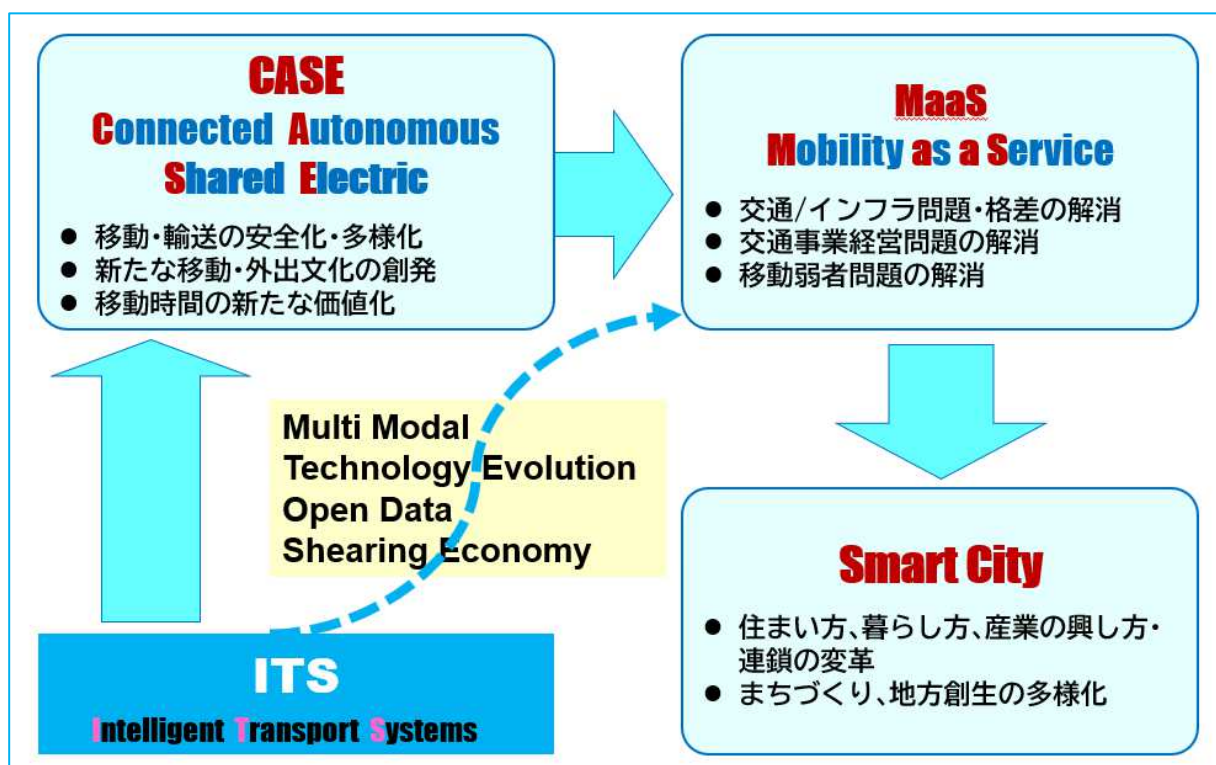 CASE
Connected Autonomous
Shared Electric
● 移動・輸送の安全化・多様化
● 新たな移動・外出文化の創発
● 移動時間の新たな価値化
MaaS
Mobility as a Service
● 交通/インフラ問題・格差の解消
● 交通事業経営問題の解消
● 移動弱者問題の解消
Multi Modal
Technology Evolution
Open Data
Shearing Economy
ITS
Intelligent Transport Systems
Smart City
● 住まい方、暮らし方、産業の興し方・
連鎖の変革
● まちづくり、地方創生の多様化